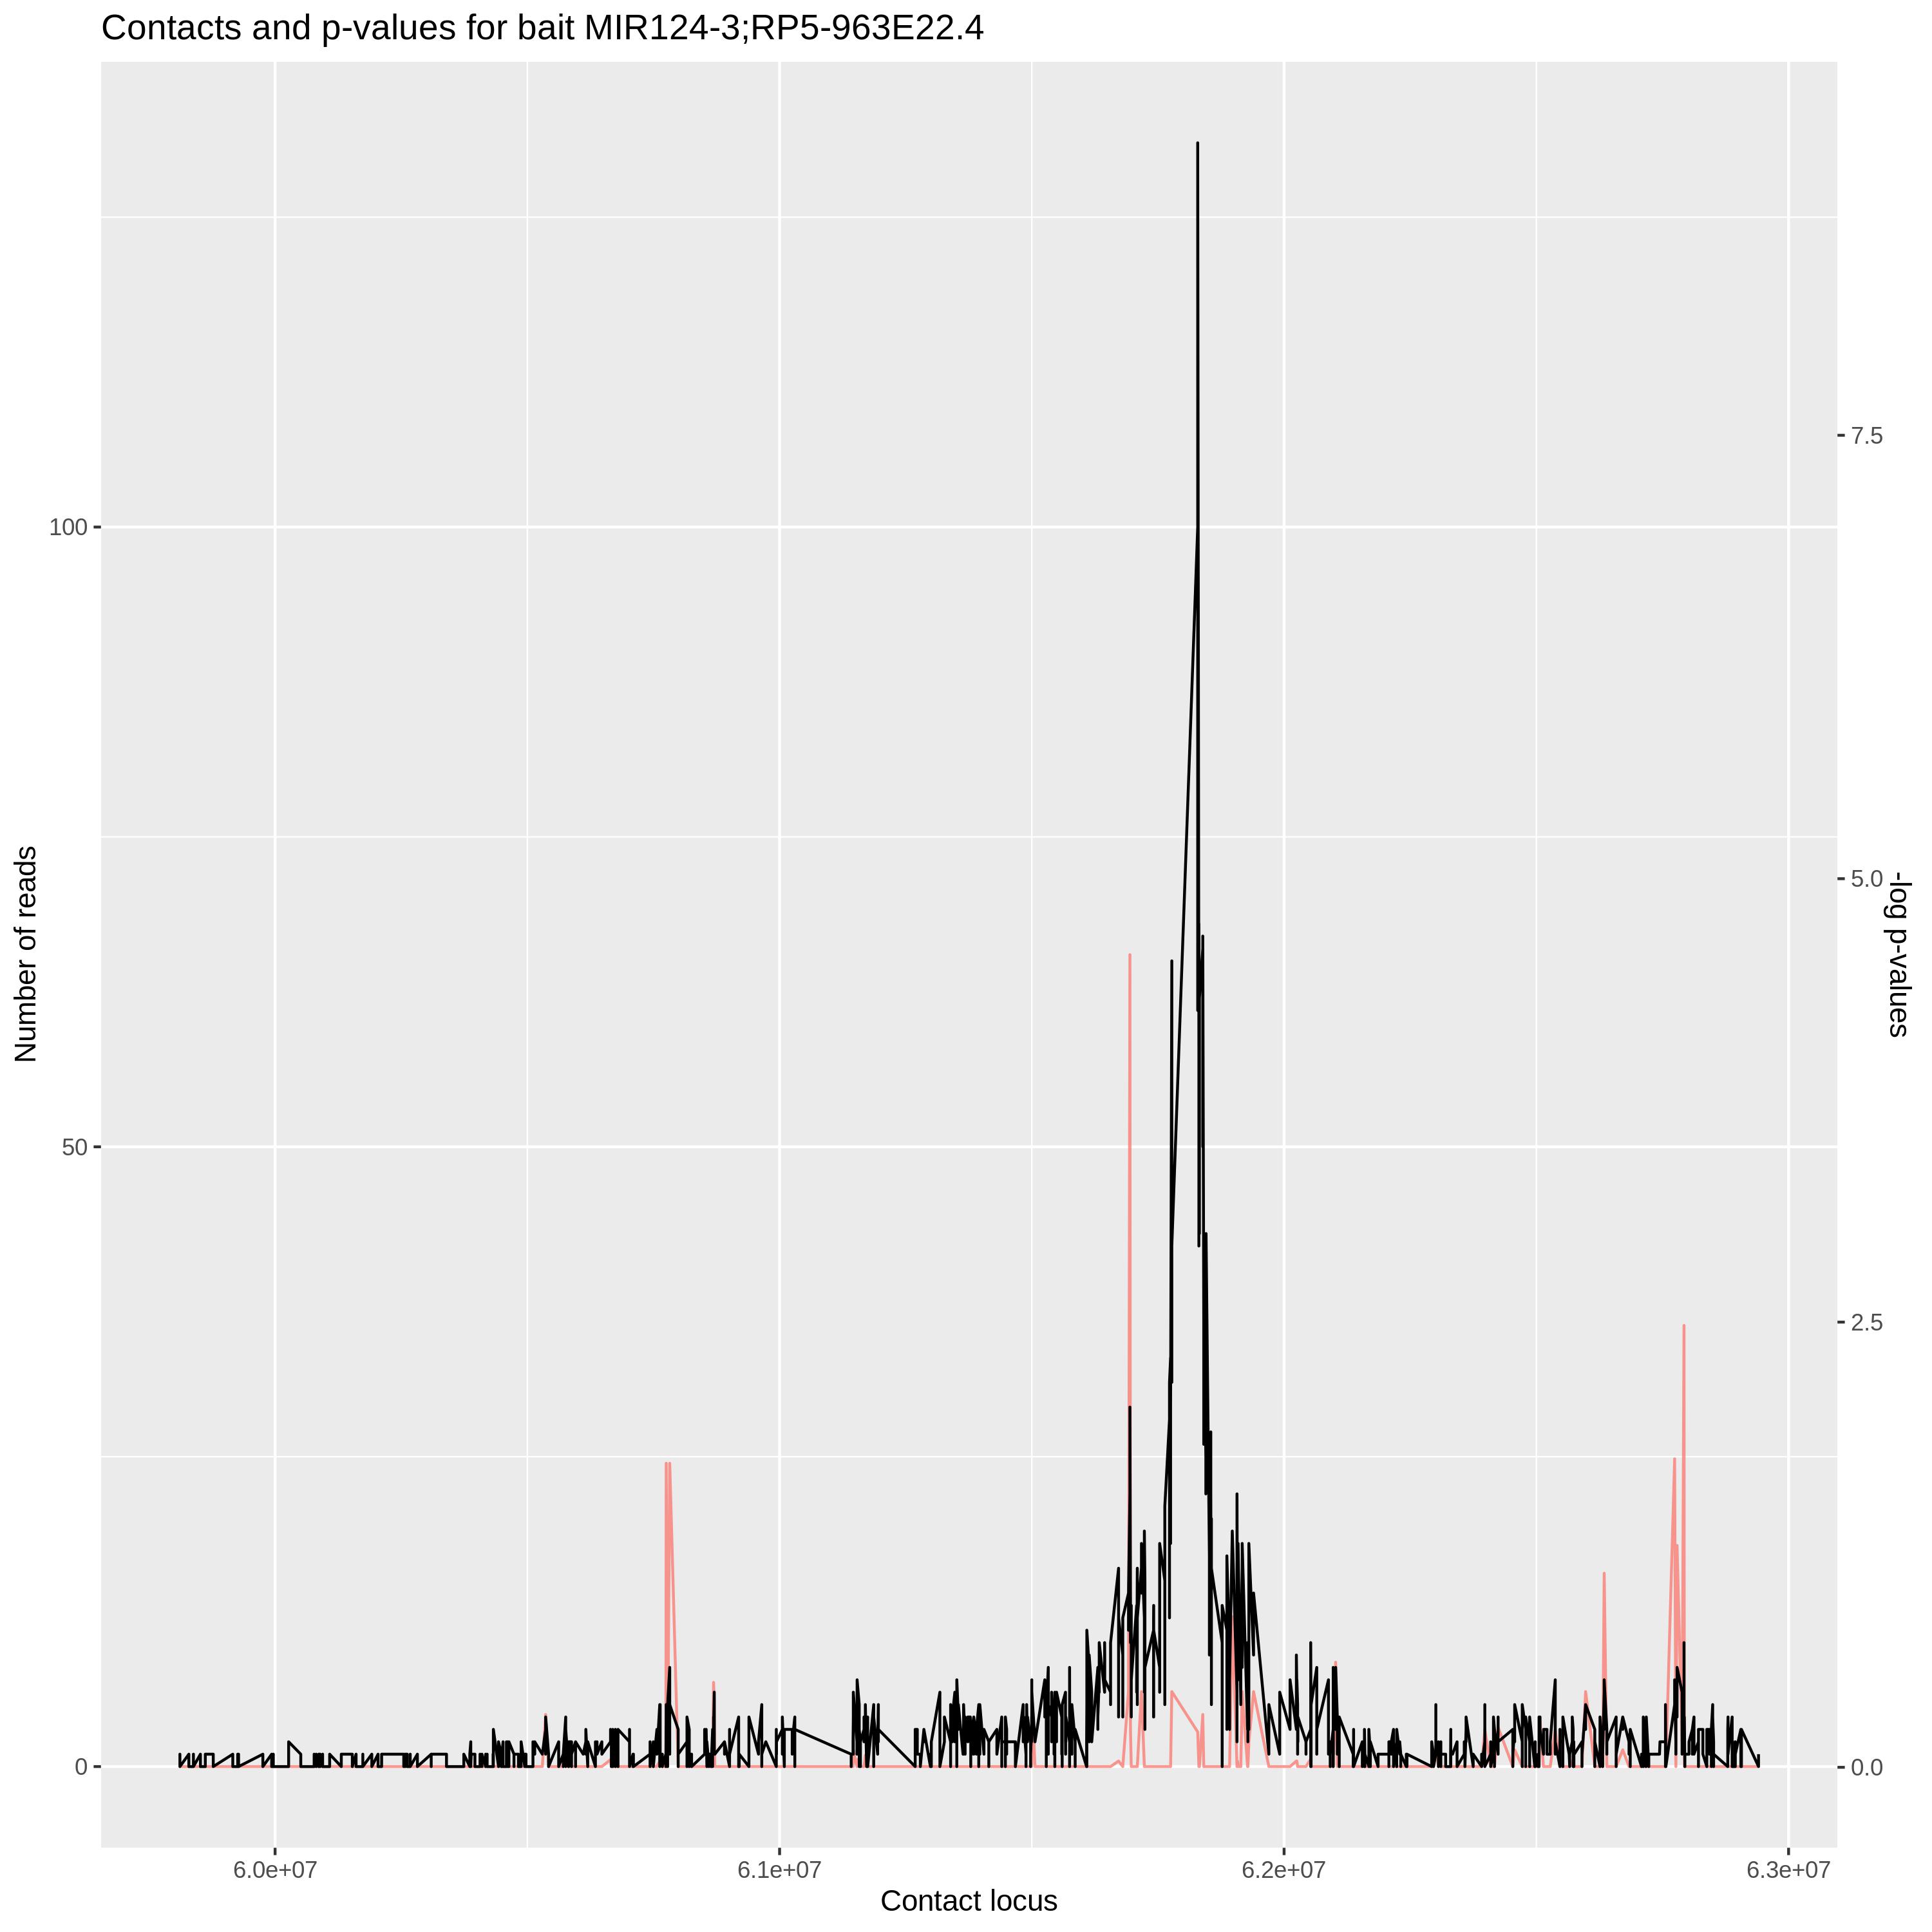 Contacts and p-values for bait MIR124-3;RP5-963E22.4
Number of reads
100
50
0
7.5
5.0
2.5
0.0
-log p-values
6.0e+07
6.1e+07
6.2e+07
6.3e+07
Contact locus